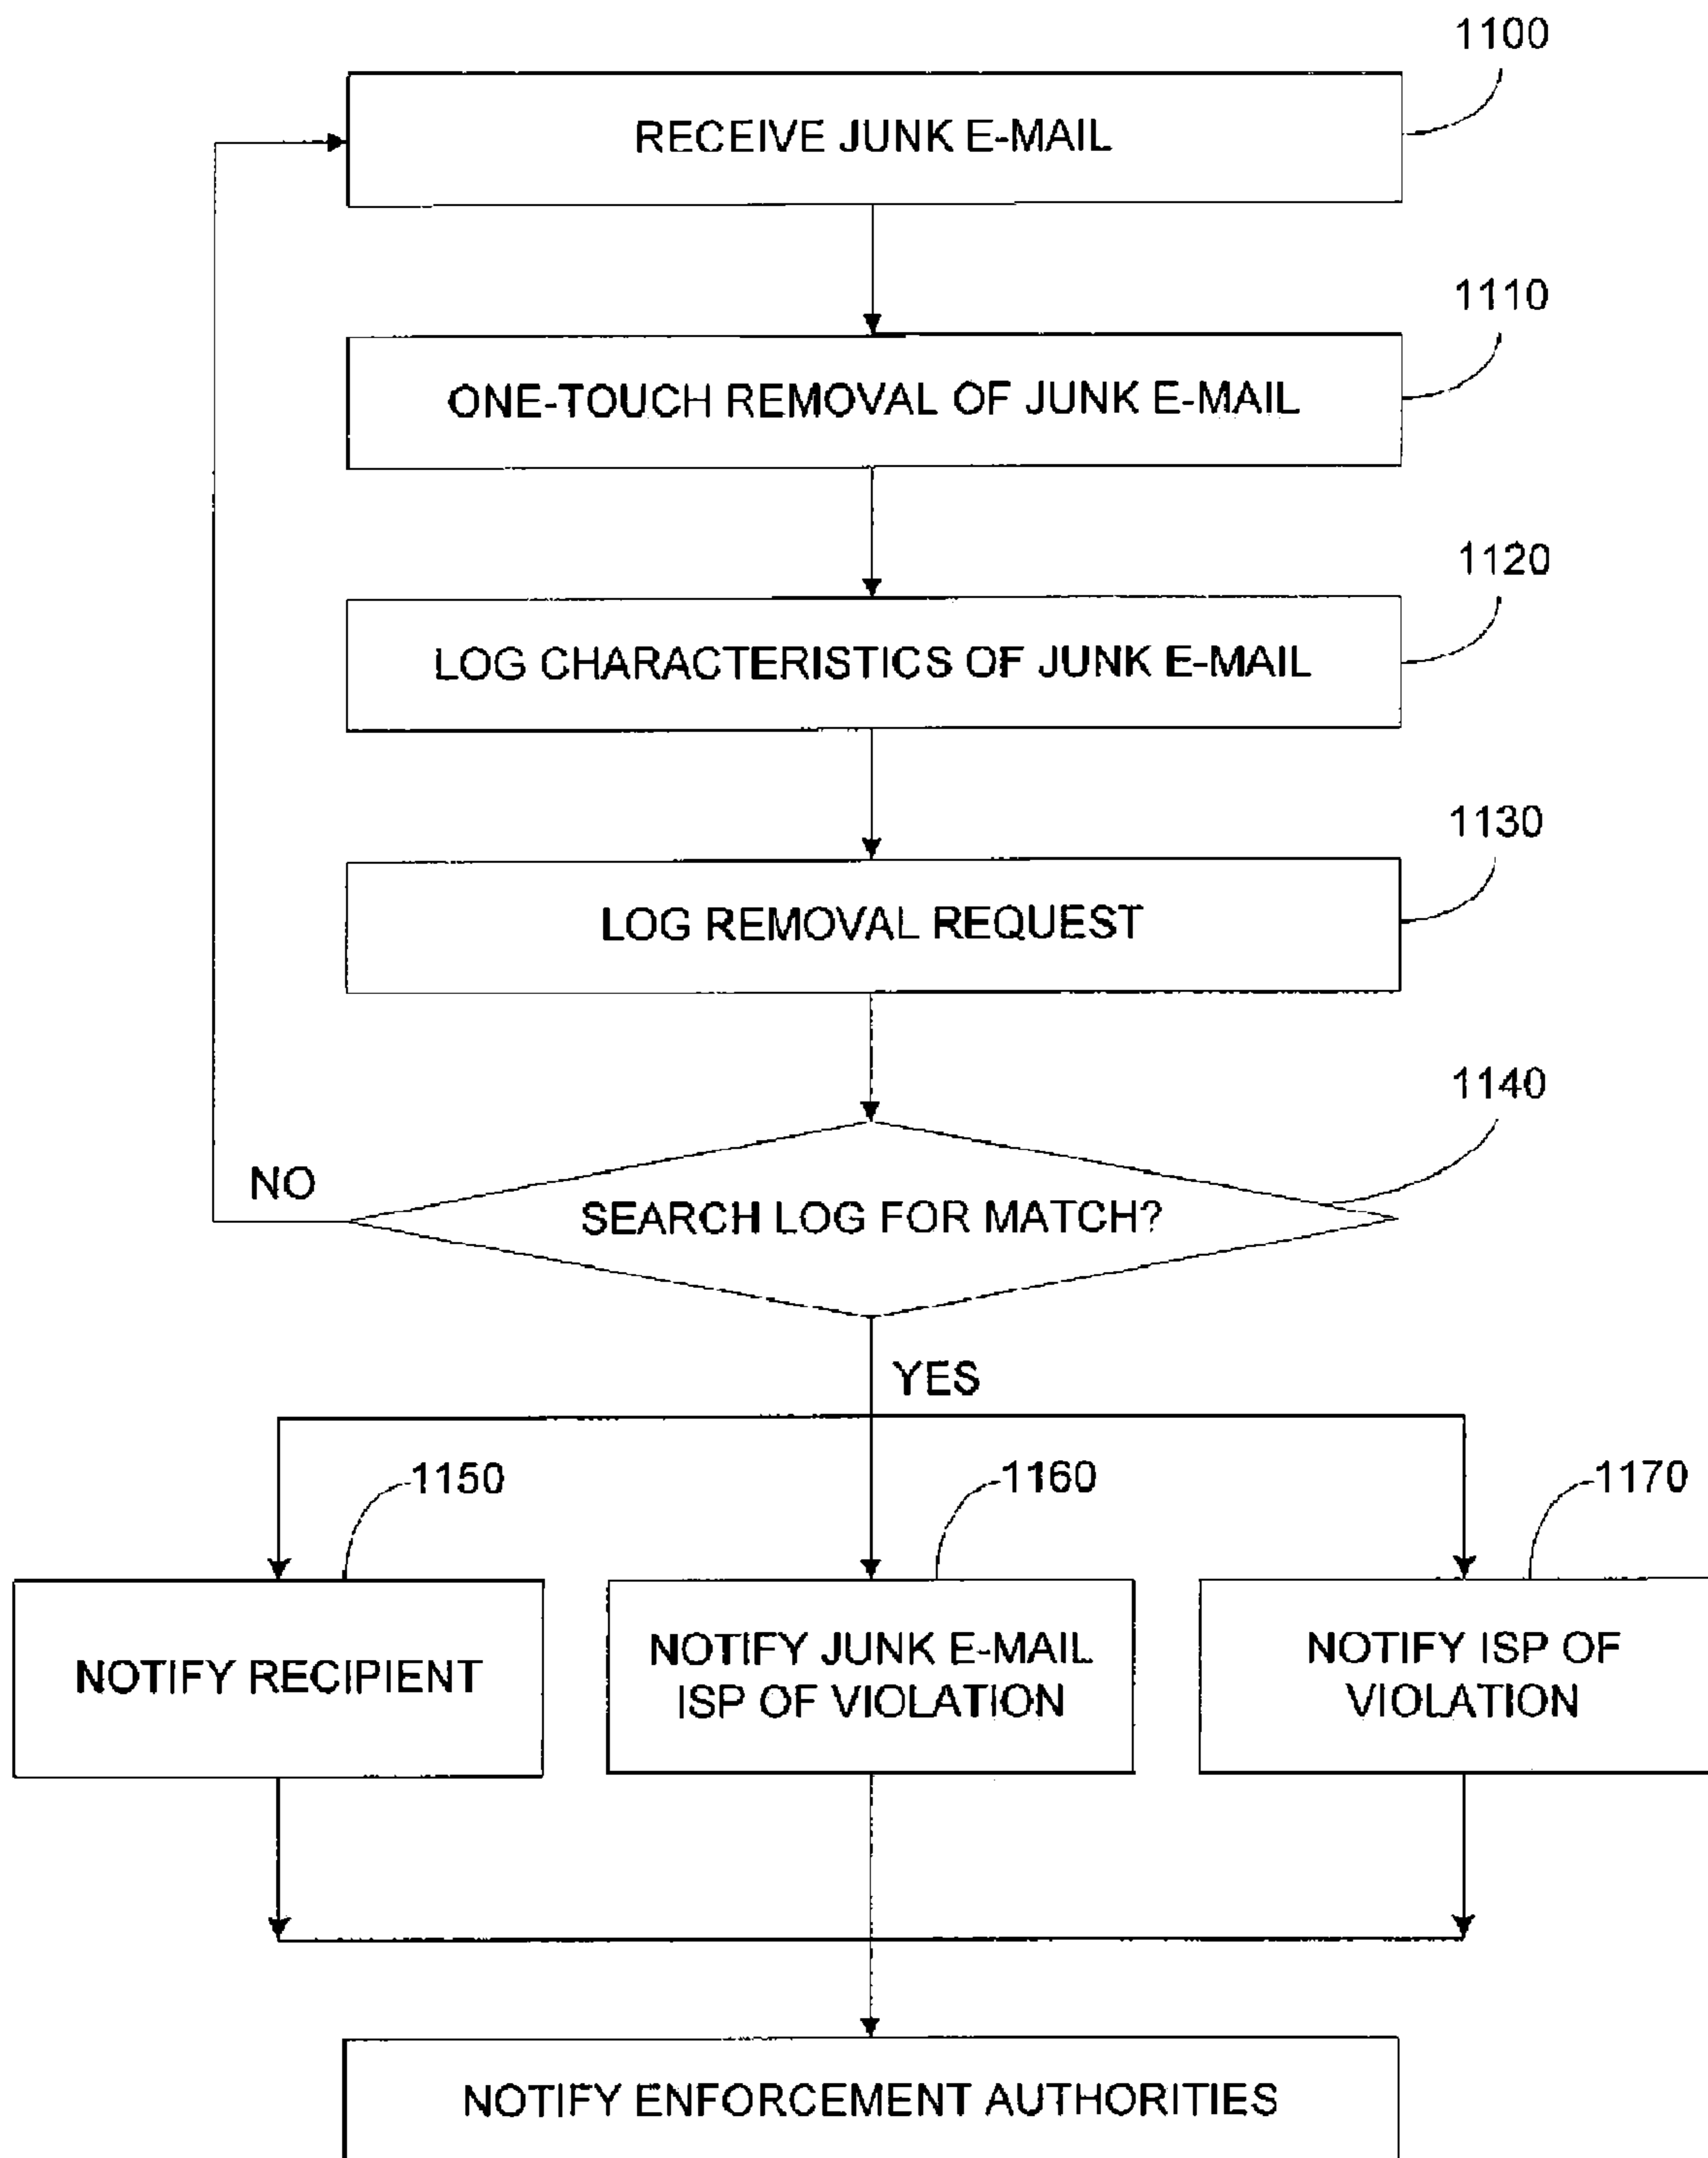 1100
RECEIVE JUNK E-MAIL
1110
ONE-TOUCH REMOVAL OF JUNK E-MAIL
1120
LOG CHARACTERISTICS OF JUNK E-MAIL
1130
LOG REMOVAL REQUEST
1140
NO
SEARCH LOG FOR MATCH?
YES
1150
1160
1170
NOTIFY RECIPIENT
NOTIFY JUNK E-MAIL
ISP OF VIOLATION
NOTIFY ISP OF
VIOLATION
NOTIFY ENFORCEMENT AUTHORITIES